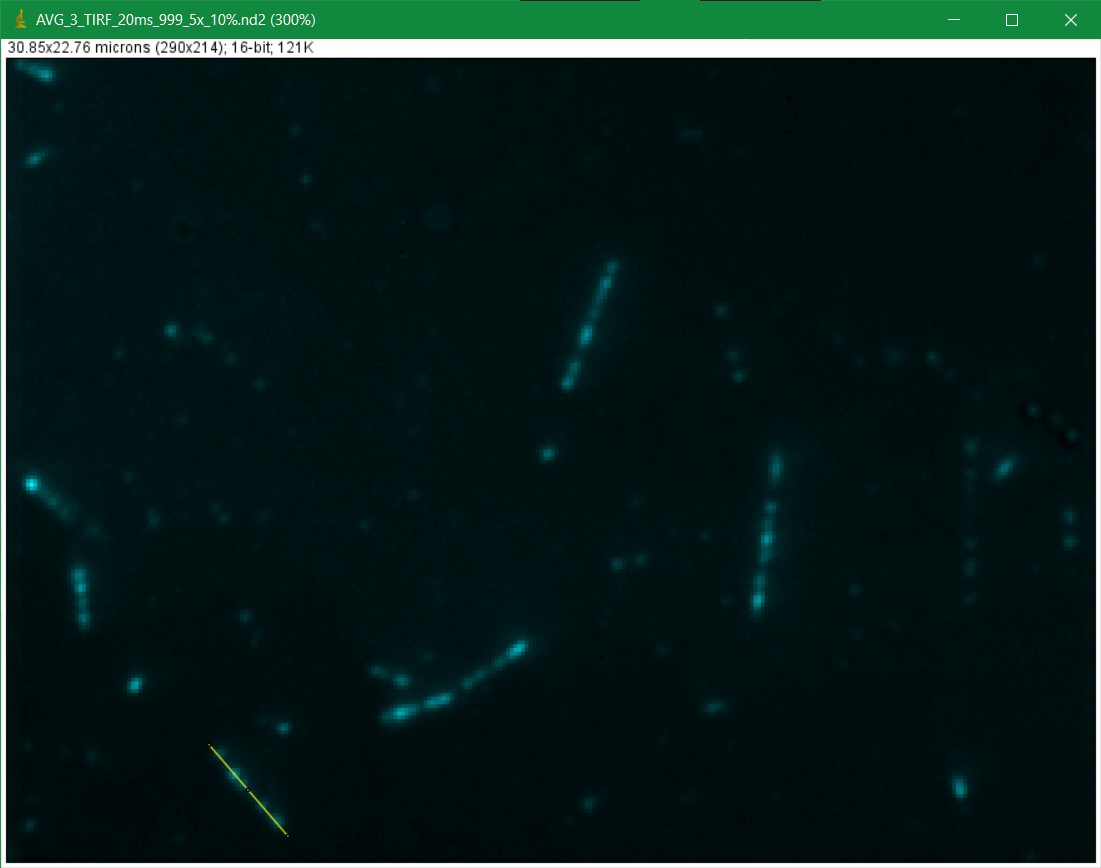 AVG_3_TIRF_20ms_999_5x_10%.nd2 (300%)
30.85x22.76 microns (290x214); 16-bit; 121K